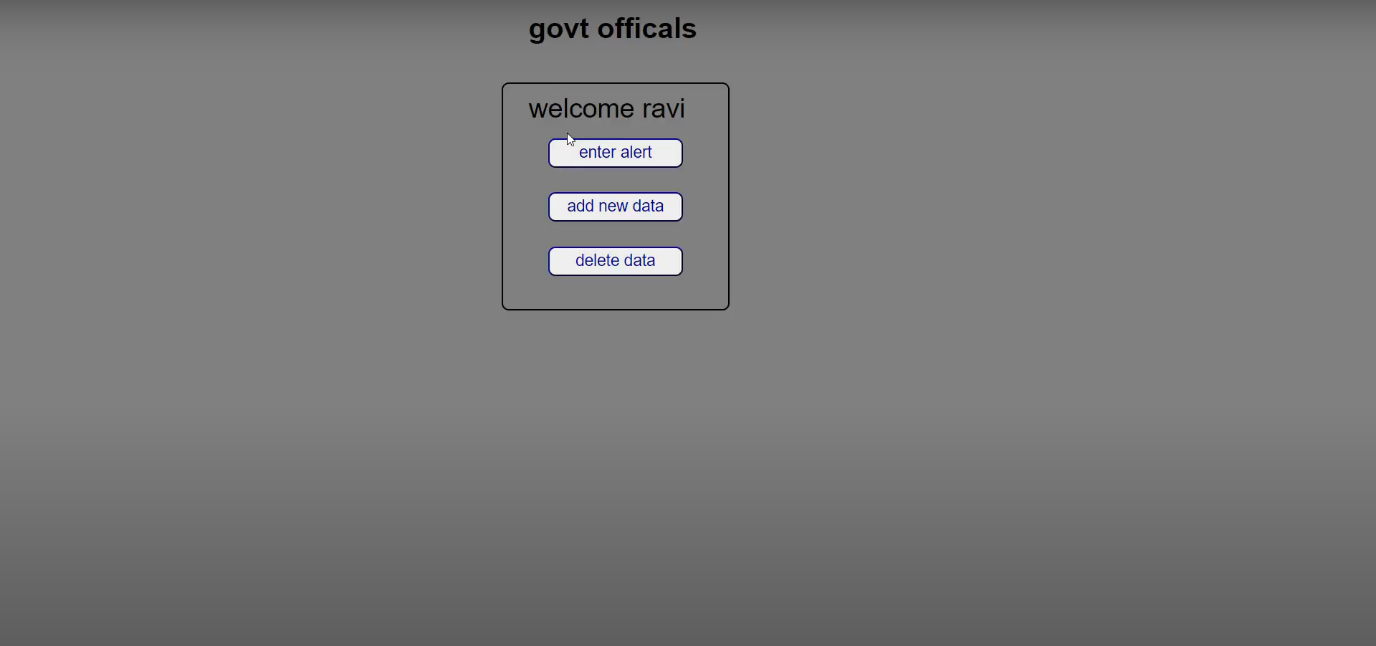 govt officals
welcome ravi
enter alert
add new data
delete data